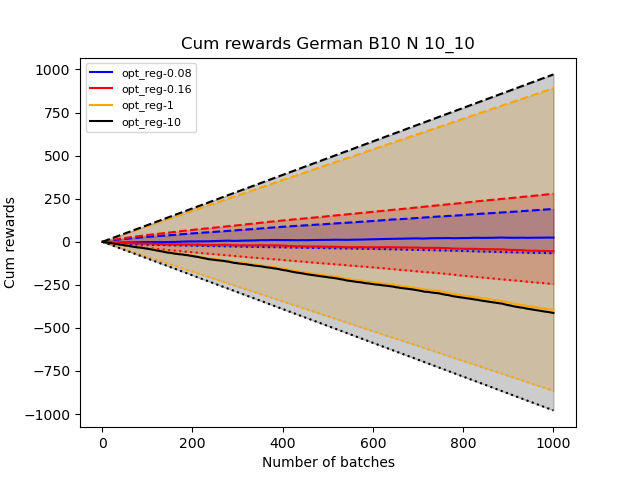 Cum rewards German B10 N 10_10
opt_reg-0.08
opt_reg-0.16
opt_reg-1
opt_reg-10
Cum rewards
1000
750
500
250
0
−250
−500
−750
−1000
0 200 400 600 800 1000
Number of batches